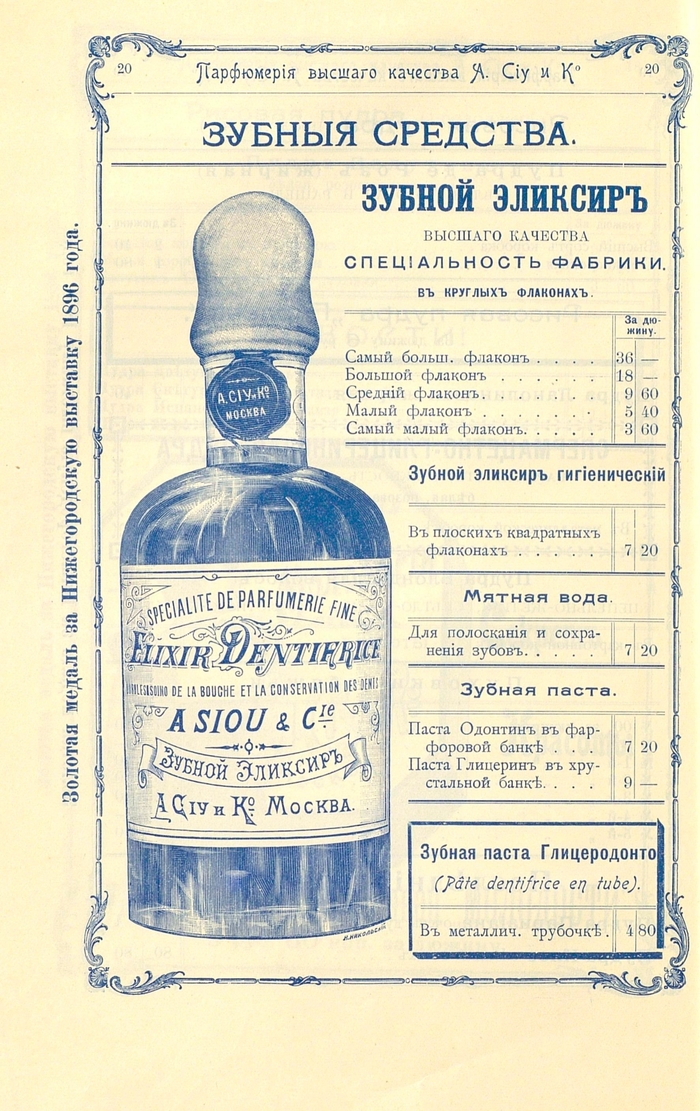 20 Парфюмерія высшаго качества А. Сіу и Ко 20
ЗУБНЫЯ СРЕДСТВА.
Золотая медаль за Нижегородскую выставку 1896 года.
ЗУБНОЙ ЭЛИКСИРЪ
ВЫСШАГО КАЧЕСТВА
СПЕЦІАЛЬНОСТЬ ФАБРИКИ.
ВЪ КРУГЛЫХЪ ФЛАКОНАХЪ.
За дю-
жину.
Самый больш. флаконъ . . . . 36 —
Большой флаконъ . . . . . . 18 —
Средній флаконъ. . . . . . . 9 60
Малый флаконъ . . . . . . . 5 40
Самый малый флаконъ. . . . . 3 60
Зубной эликсиръ гигіеническій
Въ плоскихъ квадратныхъ
флаконахъ . . . . . . 7 20
Мятная вода.
Для полосканія и сохра-
ненія зубовъ. . . . . 7 20
Зубная паста.
Паста Одонтинъ въ фар-
форовой банкѣ . . . 7 20
Паста Глицеринъ въ хру-
стальной банкѣ. . . . 9 —
Зубная паста Глицеродонто
(Pâte dentifrice en tube).
Въ металлич. трубочкѣ . 4 80
А. СІУ и Ко
МОСКВА
SPECIALITE DE PARFUMERIE FINE
ELIXIR DENTIFRICE
DE LA BOUCHE ET LA CONSERVATION DES DENTS
A SIOU & Cie
ЗУБНОЙ ЭЛИКСИРЪ
А СІУ и Ко МОСКВА.
И.НИКОЛЬСКІЙ